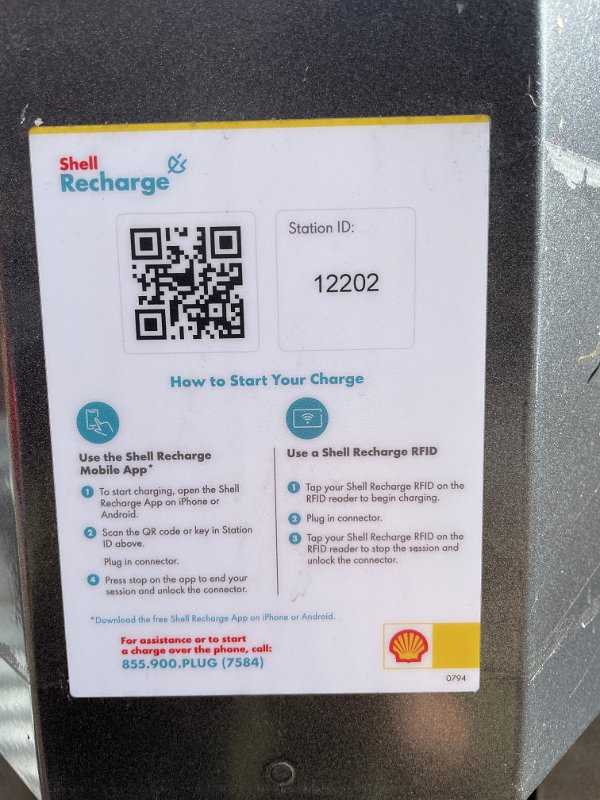 Shell
Recharge
Station ID:
12202
How to Start Your Charge
Use the Shell Recharge
Mobile App*
1 To start charging, open the Shell
Recharge App on iPhone or
Android.
2 Scan the QR code or key in Station
ID above.
Plug in connector.
4 Press stop on the app to end your
session and unlock the connector.
Use a Shell Recharge RFID
1 Tap your Shell Recharge RFID on the
RFID reader to begin charging.
2 Plug in connector.
3 Tap your Shell Recharge RFID on the
RFID reader to stop the session and
unlock the connector.
*Download the free Shell Recharge App on iPhone or Android.
For assistance or to start
a charge over the phone, call:
855.900.PLUG (7584)
0794